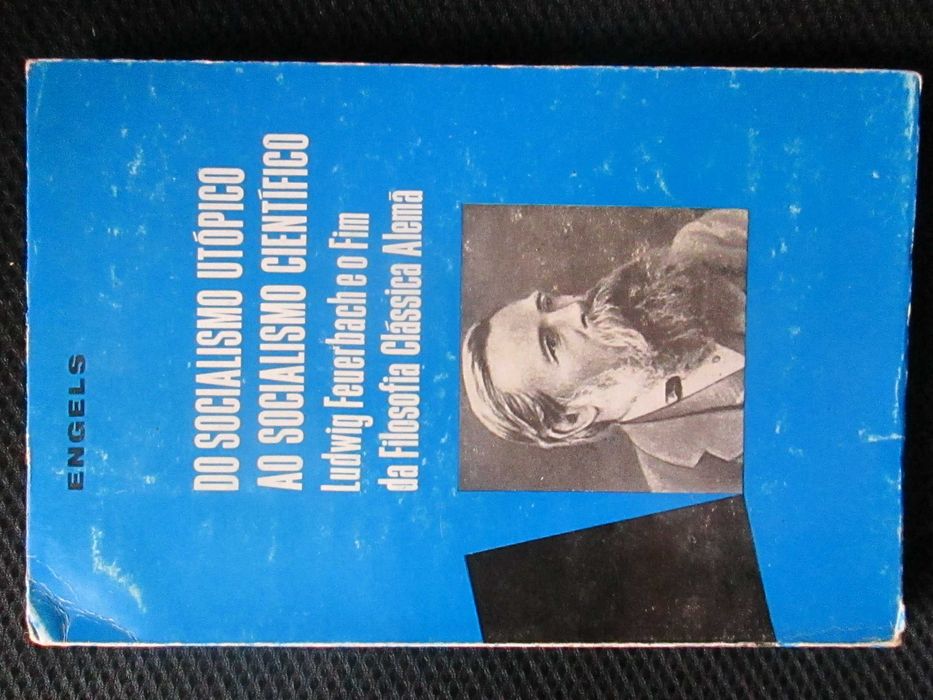 ENGELS
DO SOCIALISMO UTÓPICO
AO SOCIALISMO CIENTÍFICO
Ludwig Feuerbach e o Fim
da Filosofia Clássica Alemã